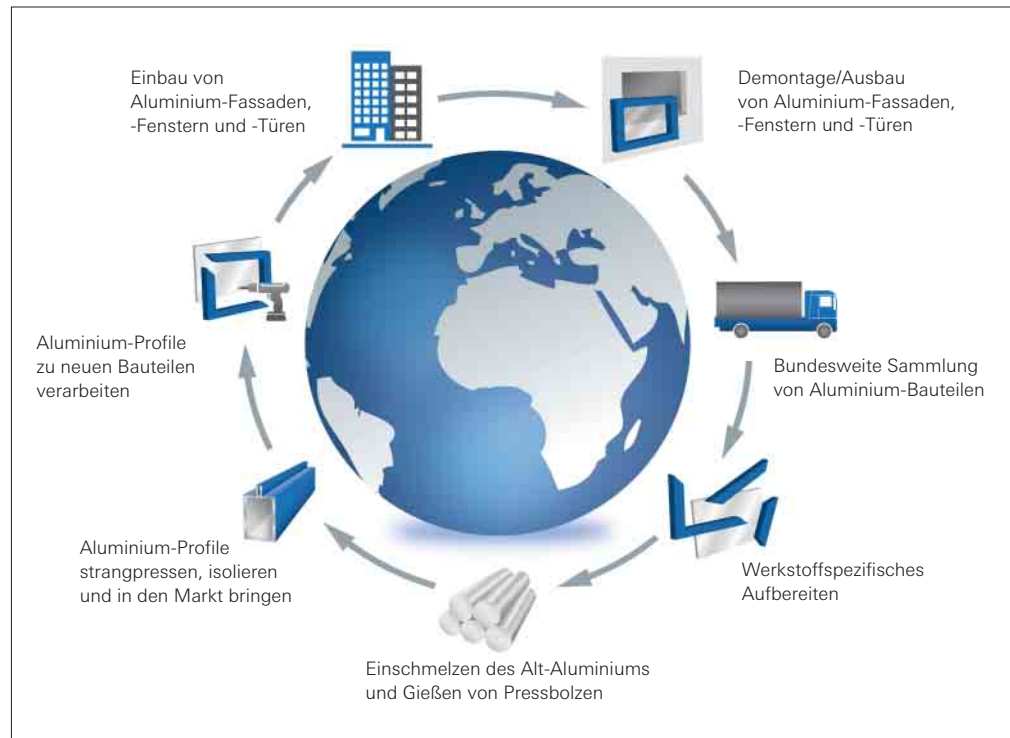 Einbau von
Aluminium-Fassaden,
-Fenstern und -Türen
Demontage/Ausbau
von Aluminium-Fassaden,
-Fenstern und -Türen
Bundesweite Sammlung
von Aluminium-Bauteilen
Werkstoffspezifisches
Aufbereiten
Einschmelzen des Alt-Aluminiums
und Gießen von Pressbolzen
Aluminium-Profile
strangpressen, isolieren
und in den Markt bringen
Aluminium-Profile
zu neuen Bauteilen
verarbeiten